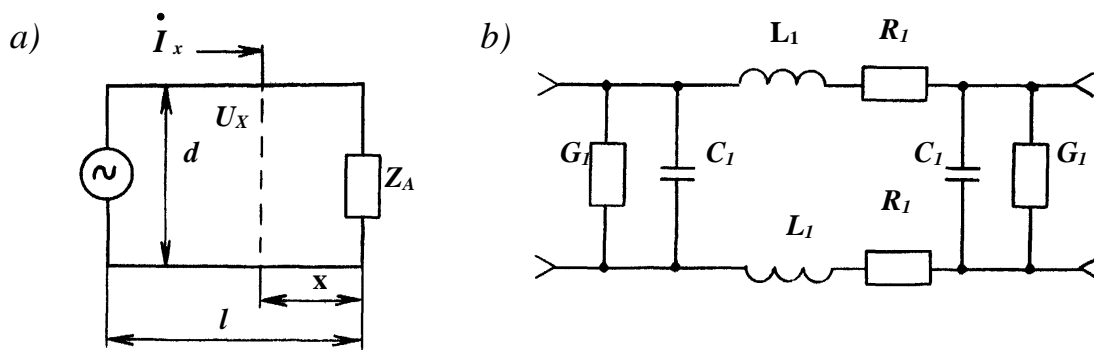 a)
İ x
U_X
d
Z_A
x
l
b)
L₁
R₁
G₁
C₁
C₁
G₁
R₁
L₁